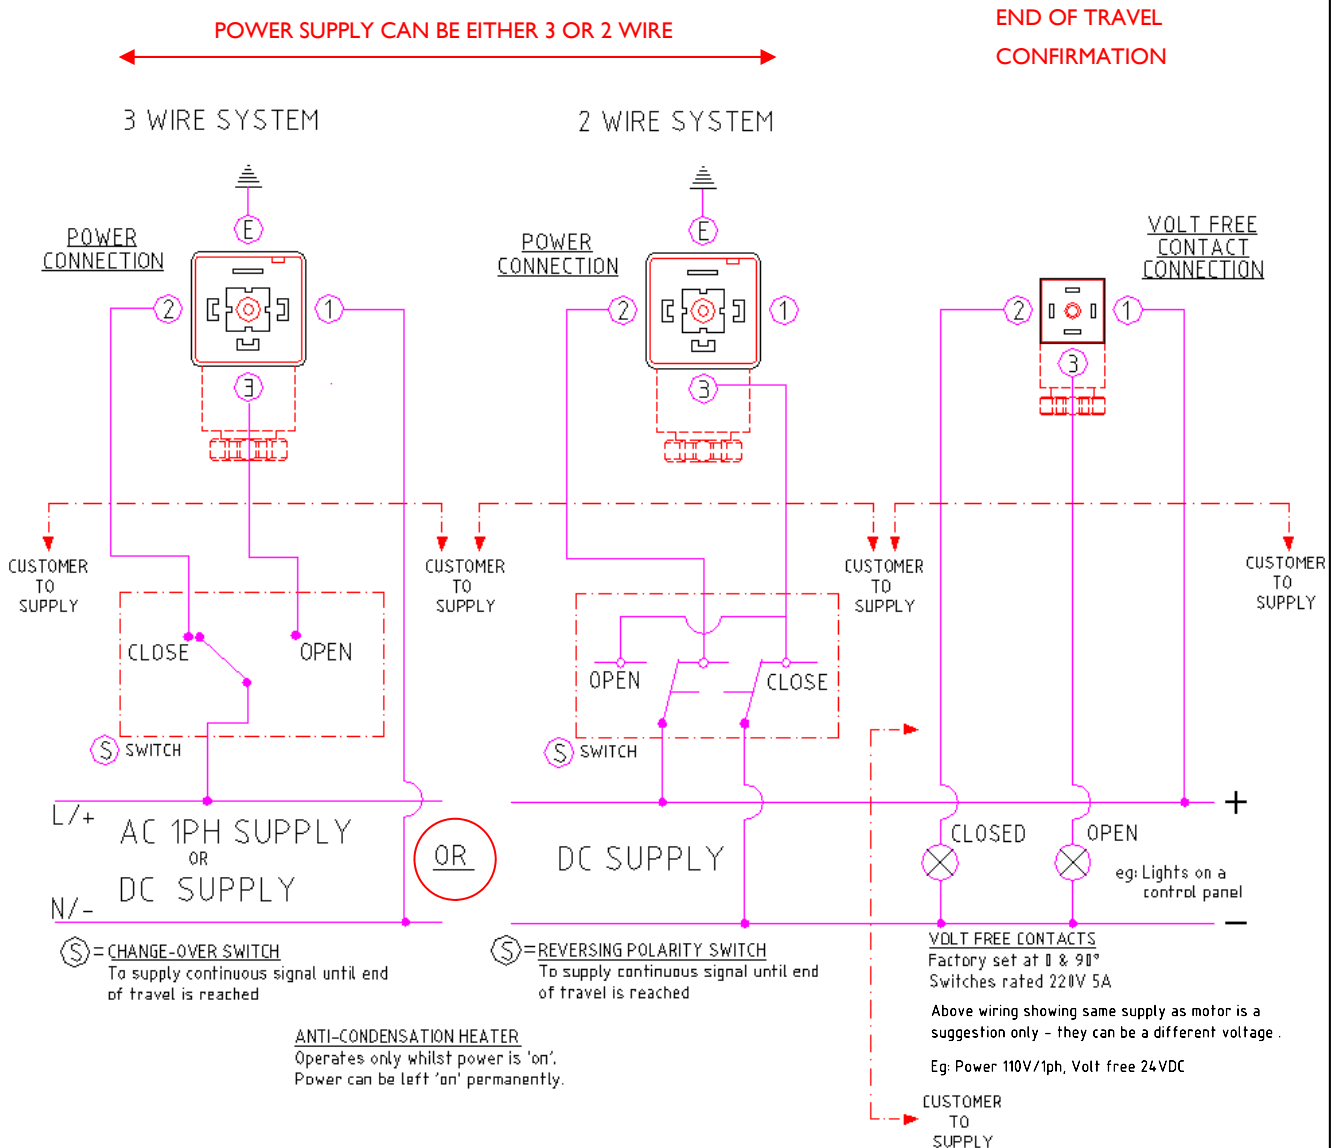 POWER SUPPLY CAN BE EITHER 3 OR 2 WIRE
END OF TRAVEL
CONFIRMATION
3 WIRE SYSTEM
2 WIRE SYSTEM
E
E
POWER
CONNECTION
POWER
CONNECTION
VOLT FREE
CONTACT
CONNECTION
2
1
3
2
1
3
2
1
3
CUSTOMER
TO
SUPPLY
CUSTOMER
TO
SUPPLY
CUSTOMER
TO
SUPPLY
CUSTOMER
TO
SUPPLY
CLOSE
OPEN
OPEN
CLOSE
S SWITCH
S SWITCH
L/+
AC 1PH SUPPLY
OR
DC SUPPLY
N/-
OR
DC SUPPLY
+
CLOSED
OPEN
eg: Lights on a
control panel
-
S = CHANGE-OVER SWITCH
To supply continuous signal until end
of travel is reached
S = REVERSING POLARITY SWITCH
To supply continuous signal until end
of travel is reached
VOLT FREE CONTACTS
Factory set at 0 & 90°
Switches rated 220V 5A
Above wiring showing same supply as motor is a
suggestion only - they can be a different voltage .
Eg: Power 110V/1ph, Volt free 24VDC
ANTI-CONDENSATION HEATER
Operates only whilst power is 'on'.
Power can be left 'on' permanently.
CUSTOMER
TO
SUPPLY